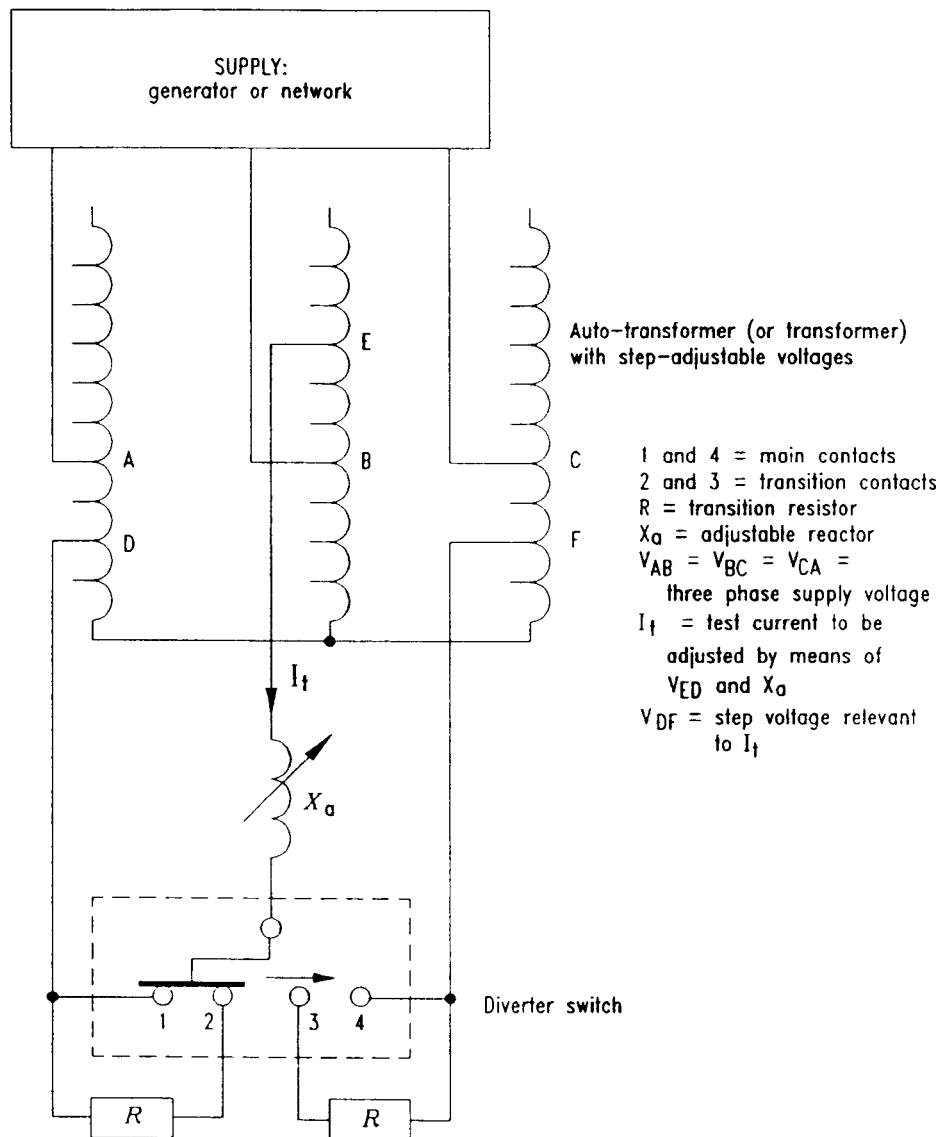 SUPPLY:
generator or network
E
A
B
C
D
F
Auto-transformer (or transformer)
with step-adjustable voltages
1 and 4 = main contacts
2 and 3 = transition contacts
R = transition resistor
Xa = adjustable reactor
VAB = VBC = VCA =
three phase supply voltage
It = test current to be
adjusted by means of
VED and Xa
VDF = step voltage relevant
to It
It
Xa
1 2 3 4
Diverter switch
R R